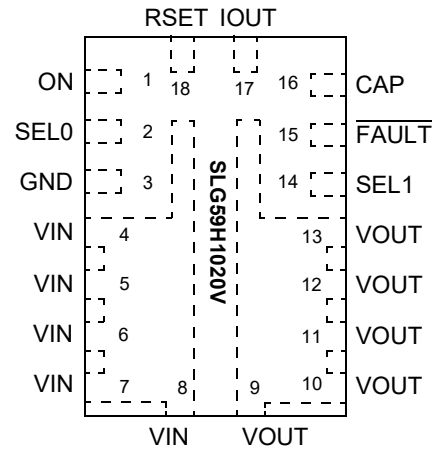 RSET IOUT
ON 1 18 17 16 CAP
SEL0 2 15 FAULT
GND 3 14 SEL1
SLG59H1020V
VIN 4 13 VOUT
VIN 5 12 VOUT
VIN 6 11 VOUT
VIN 7 8 9 10 VOUT
VIN VOUT